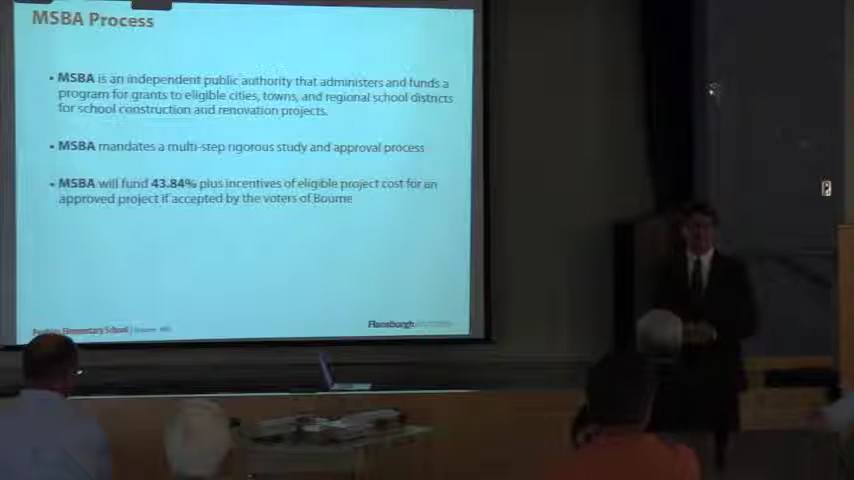 MSBA Process
• MSBA is an independent public authority that administers and funds a
program for grants to eligible cities, towns, and regional school districts
for school construction and renovation projects.
• MSBA mandates a multi-step rigorous study and approval process
• MSBA will fund 43.84% plus incentives of eligible project cost for an
approved project if accepted by the voters of Bourne
Elementary School
Flansburgh